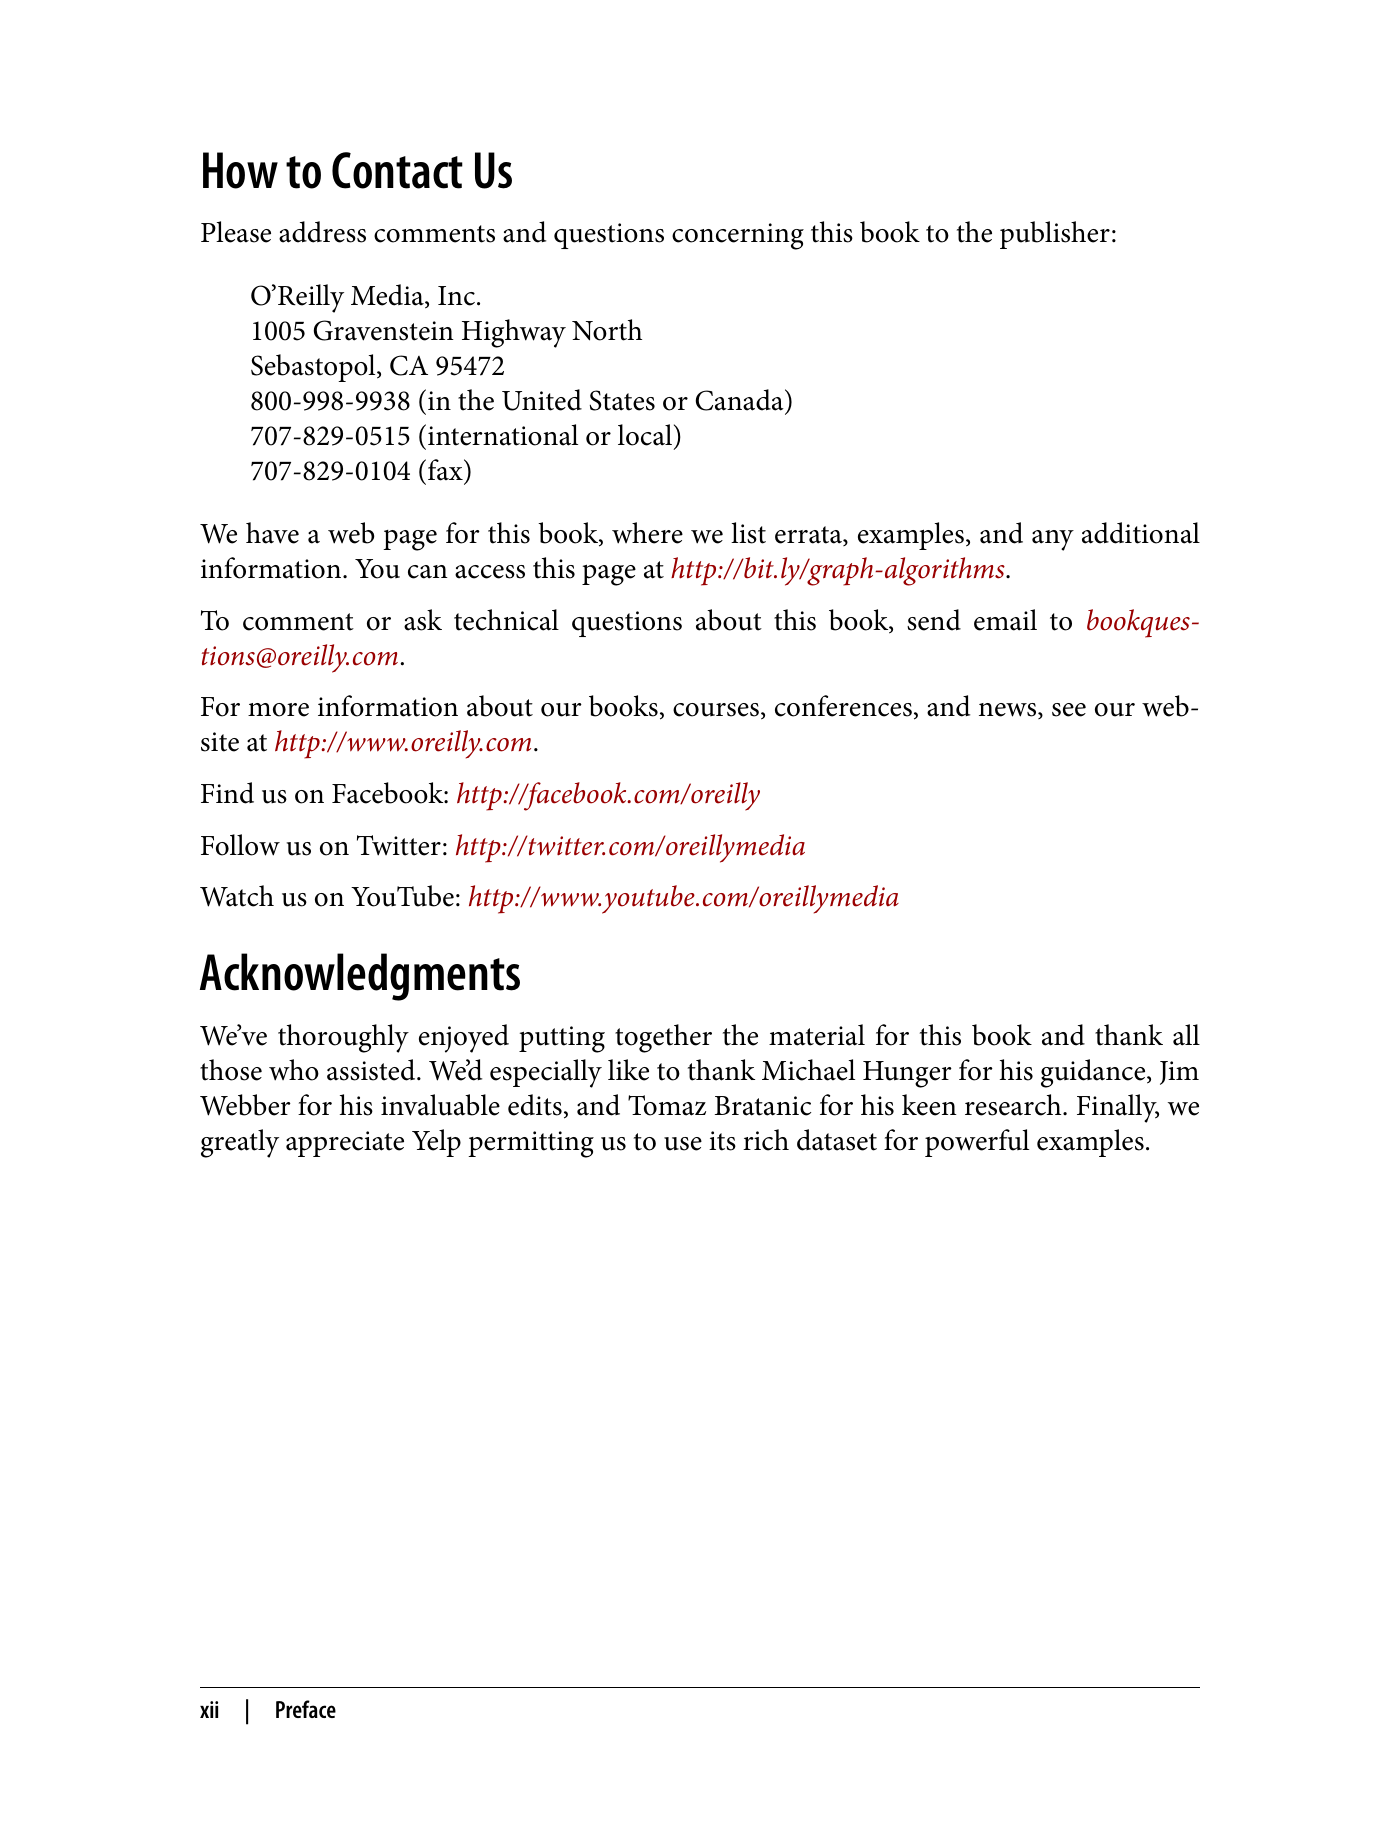 How to Contact Us
Please address comments and questions concerning this book to the publisher:
O’Reilly Media, Inc.
1005 Gravenstein Highway North
Sebastopol, CA 95472
800-998-9938 (in the United States or Canada)
707-829-0515 (international or local)
707-829-0104 (fax)
We have a web page for this book, where we list errata, examples, and any additional
information. You can access this page at http://bit.ly/graph-algorithms.
To comment or ask technical questions about this book, send email to bookques-
tions@oreilly.com.
For more information about our books, courses, conferences, and news, see our web-
site at http://www.oreilly.com.
Find us on Facebook: http://facebook.com/oreilly
Follow us on Twitter: http://twitter.com/oreillymedia
Watch us on YouTube: http://www.youtube.com/oreillymedia
Acknowledgments
We’ve thoroughly enjoyed putting together the material for this book and thank all
those who assisted. We’d especially like to thank Michael Hunger for his guidance, Jim
Webber for his invaluable edits, and Tomaz Bratanic for his keen research. Finally, we
greatly appreciate Yelp permitting us to use its rich dataset for powerful examples.
xii | Preface